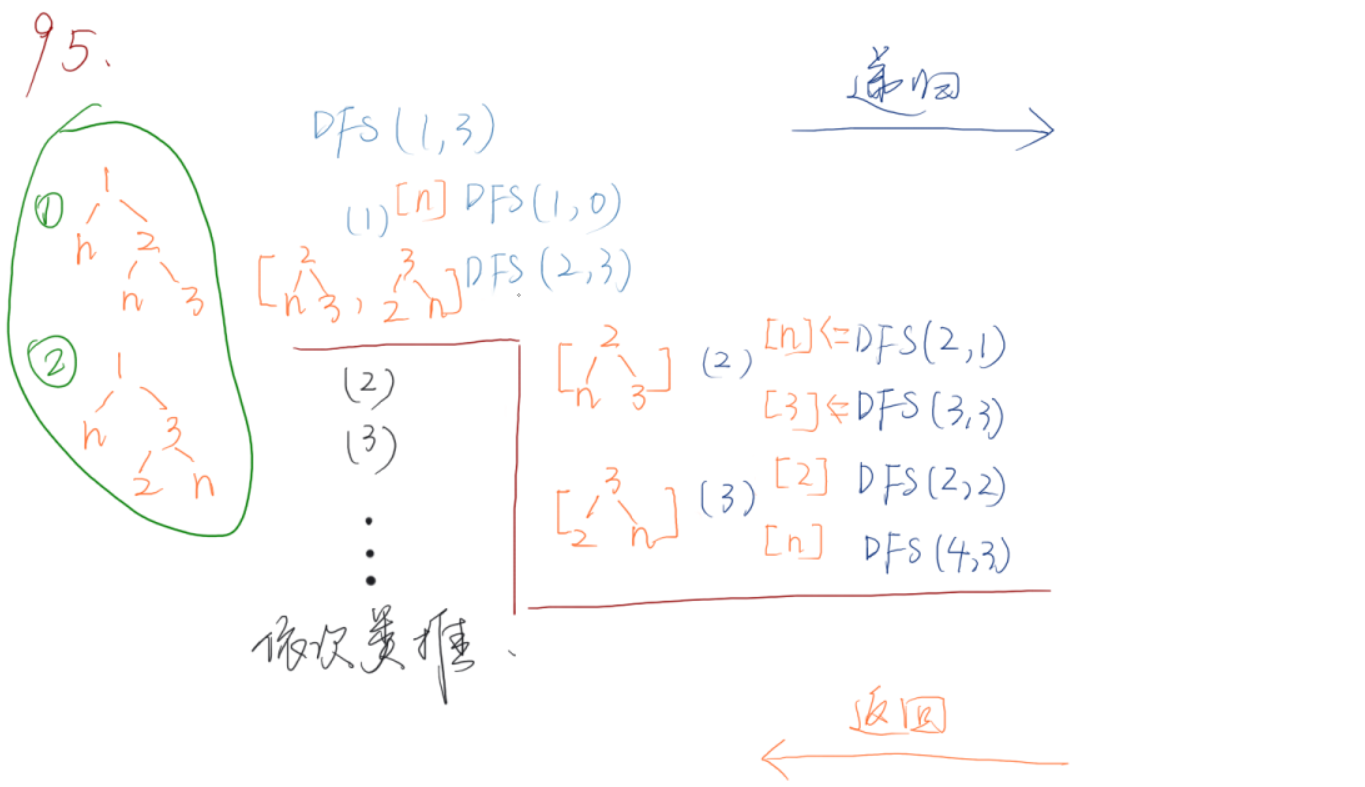 95.
递归
DFS(1,3)
① 1
n 2
n 3
(1) [n] DFS(1,0)
[ 2 n 3 , 3 2 n ] DFS(2,3)
② 1
n 3
2 n
[ 2 n 3 ] (2) [n]<=DFS(2,1)
[3]<=DFS(3,3)
[ 3 2 n ] (3) [2] DFS(2,2)
[n] DFS(4,3)
(2)
(3)
依次类推.
返回